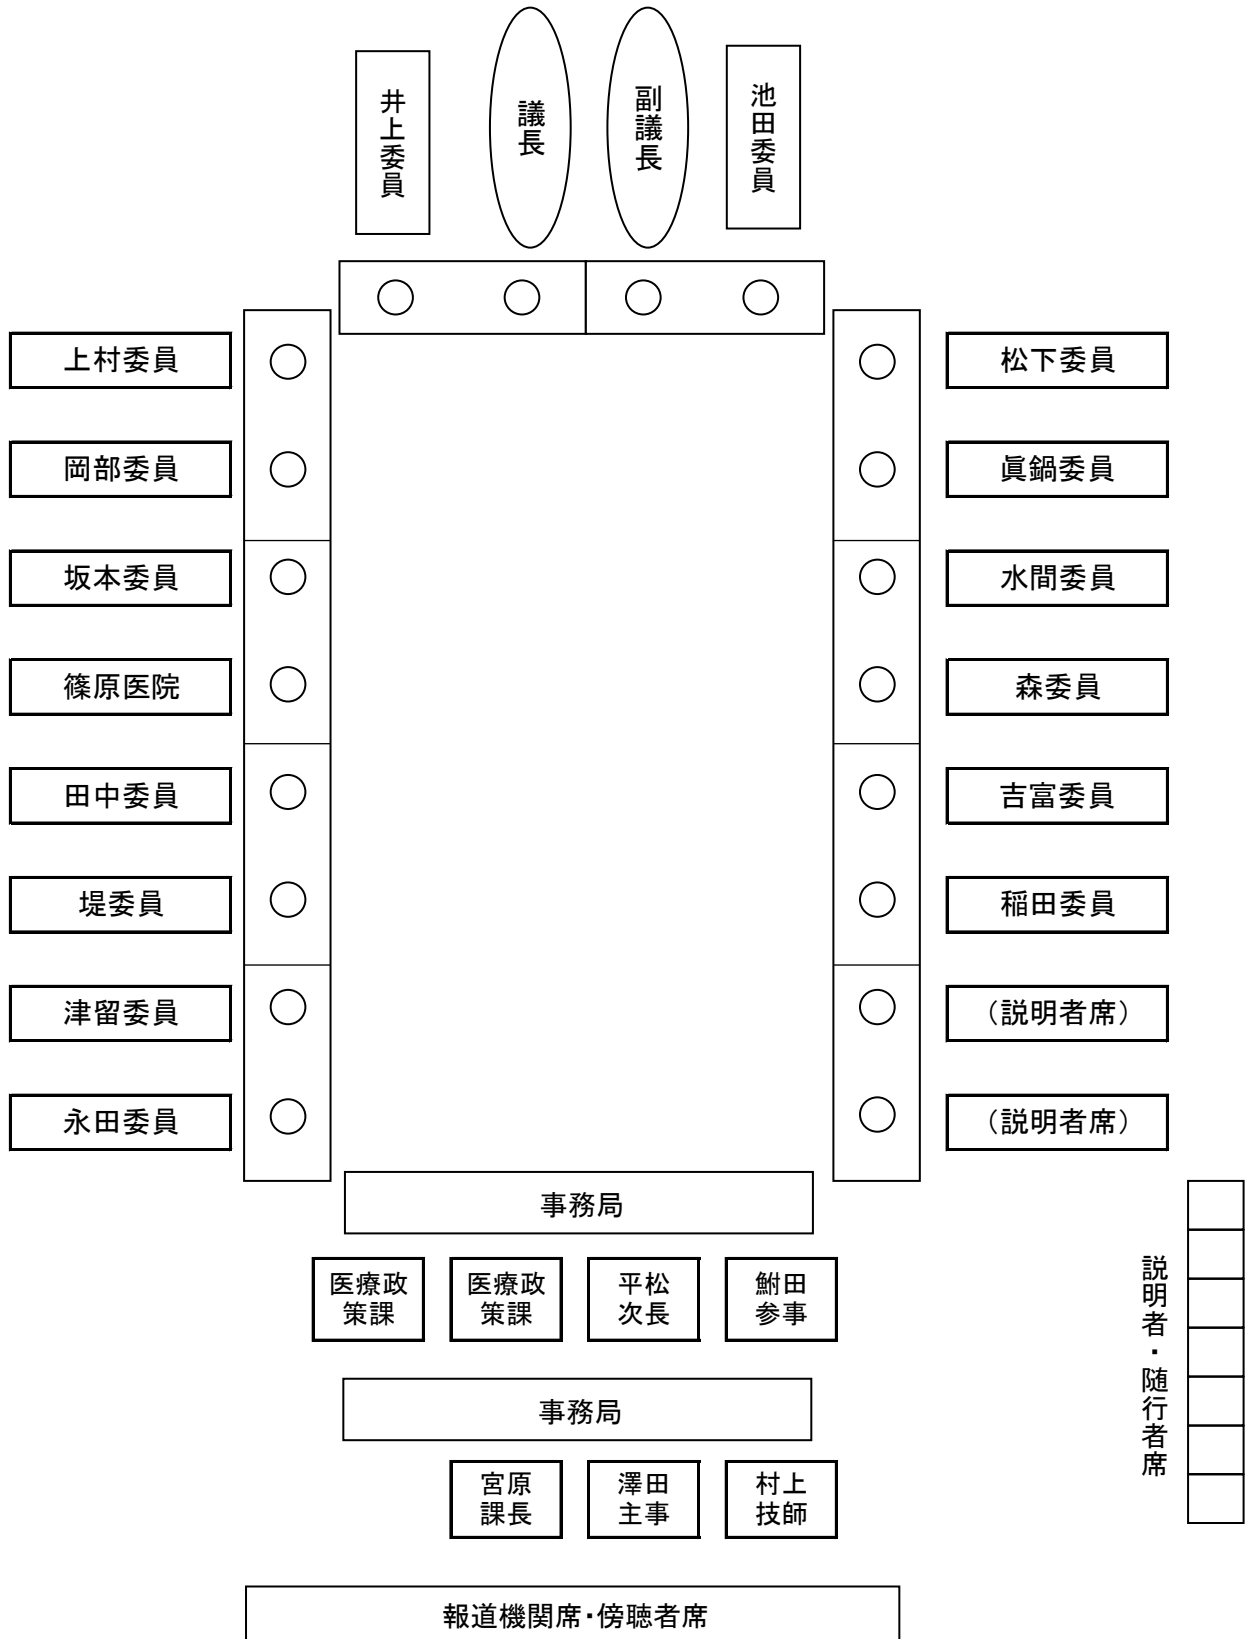 井上委員
議長
副議長
池田委員
上村委員
松下委員
岡部委員
眞鍋委員
坂本委員
水間委員
篠原医院
森委員
田中委員
吉富委員
堤委員
稲田委員
津留委員
（説明者席）
永田委員
（説明者席）
事務局
医療政
策課
医療政
策課
平松
次長
鮒田
参事
説明者・随行者席
事務局
宮原
課長
澤田
主事
村上
技師
報道機関席・傍聴者席